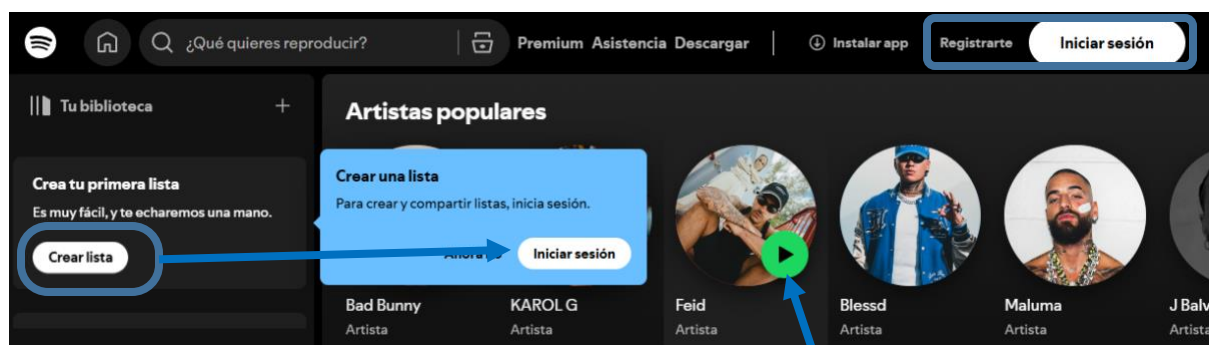 ¿Qué quieres reproducir?
Premium Asistencia Descargar
Instalar app
Registrarte
Iniciar sesión
Tu biblioteca
Crea tu primera lista
Es muy fácil, y te echaremos una mano.
Crear lista
Artistas populares
Crear una lista
Para crear y compartir listas, inicia sesión.
Iniciar sesión
Bad Bunny
Artista
KAROL G
Artista
Feid
Artista
Blessd
Artista
Maluma
Artista
J Balv
Artista